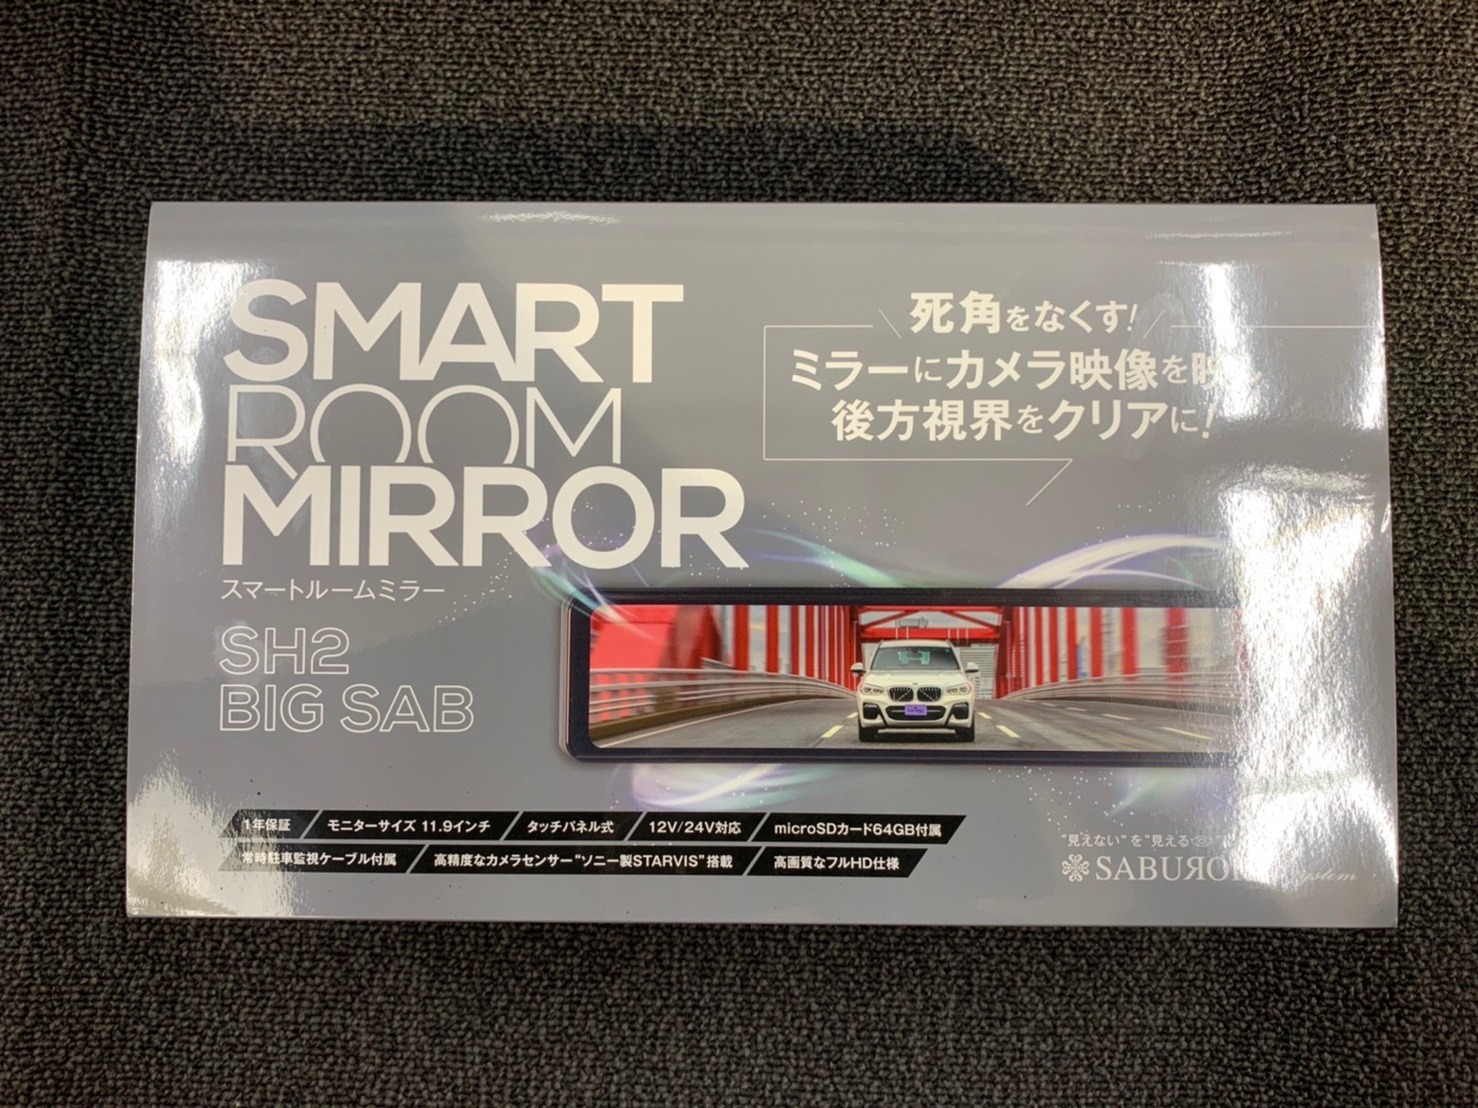 SMART
ROOM
MIRROR
スマートルームミラー
SH2
BIG SAB
死角をなくす!
ミラーにカメラ映像を
後方視界をクリアに!
1年保証 モニターサイズ 11.9インチ タッチパネル式 12V/24V対応 microSDカード64GB付属
常時駐車監視ケーブル付属 高精度なカメラセンサー"ソニー製STARVIS"搭載 高画質なフルHD仕様
"見えない"を"見える